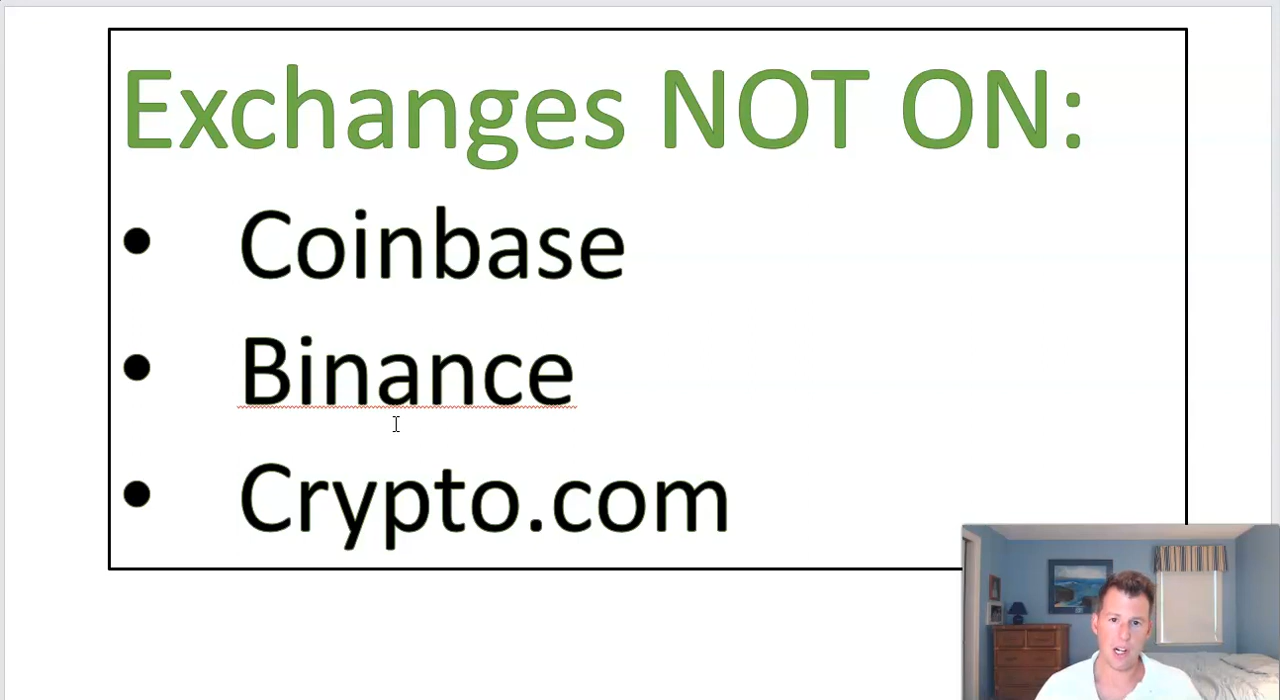 Exchanges NOT ON:
• Coinbase
• Binance
• Crypto.com